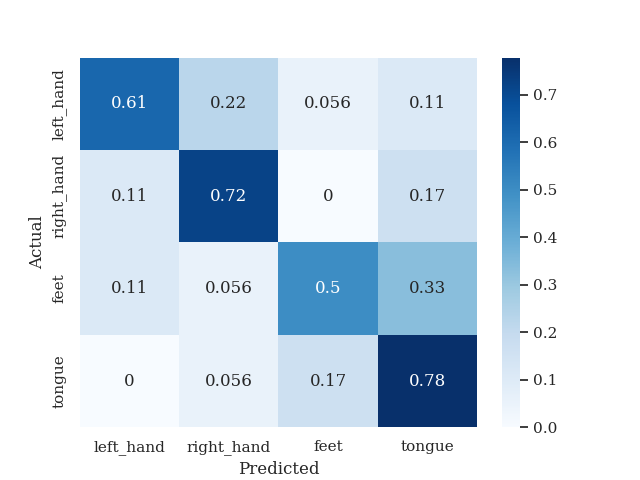 left_hand
0.61 0.22 0.056 0.11
right_hand
0.11 0.72 0 0.17
feet
0.11 0.056 0.5 0.33
tongue
0 0.056 0.17 0.78
left_hand right_hand feet tongue
Predicted
Actual
0.7
0.6
0.5
0.4
0.3
0.2
0.1
0.0